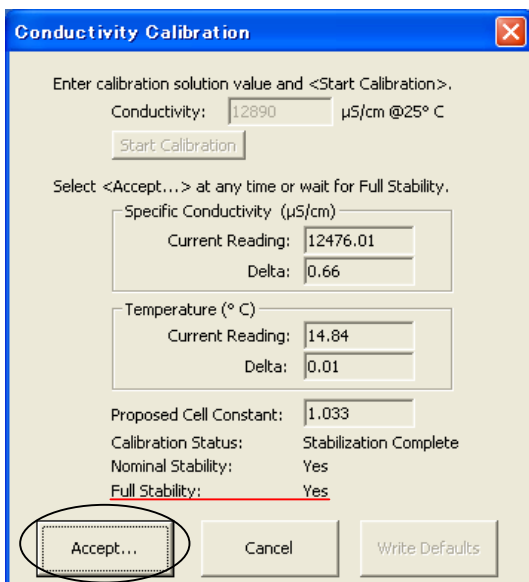 Conductivity Calibration
Enter calibration solution value and <Start Calibration>.
Conductivity: 12890 µS/cm @25° C
Start Calibration
Select <Accept...> at any time or wait for Full Stability.
Specific Conductivity (µS/cm)
Current Reading: 12476.01
Delta: 0.66
Temperature (° C)
Current Reading: 14.84
Delta: 0.01
Proposed Cell Constant: 1.033
Calibration Status: Stabilization Complete
Nominal Stability: Yes
Full Stability: Yes
Accept... Cancel Write Defaults